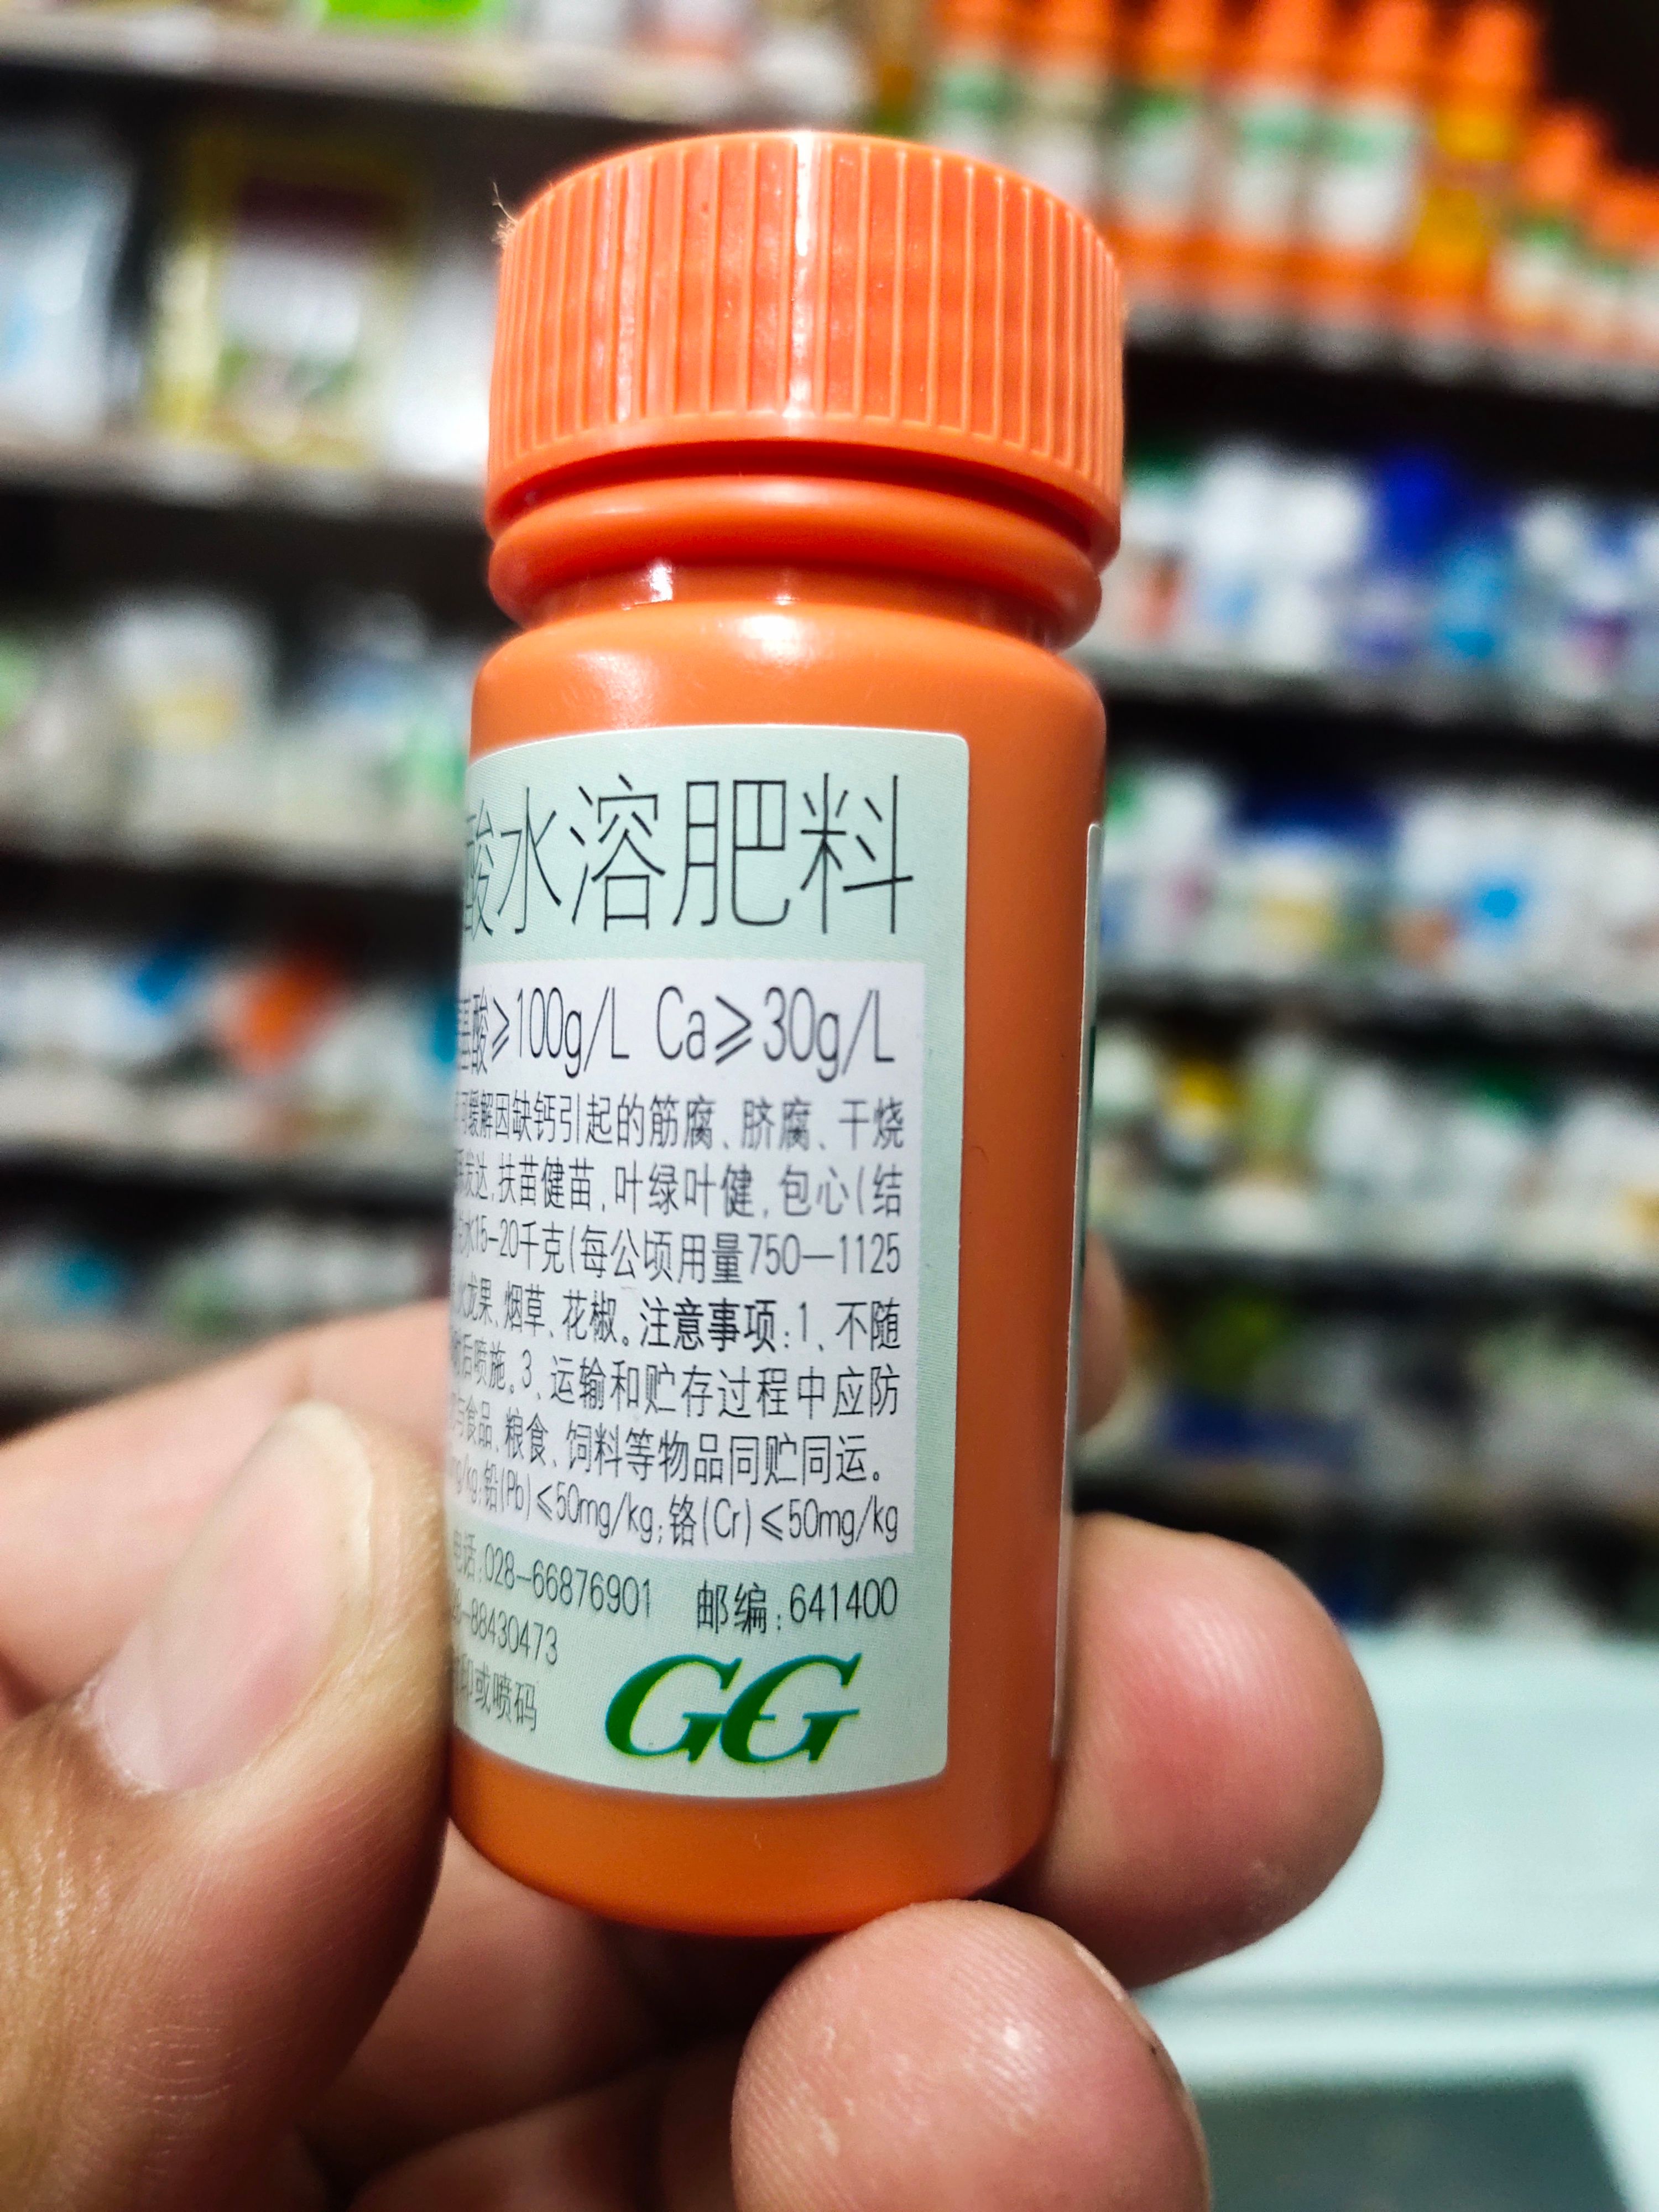 酸水溶肥料
基酸≥100g/L Ca≥30g/L
可缓解因缺钙引起的筋腐、脐腐、干烧
发达,扶苗健苗,叶绿叶健,包心(结
水15-20千克(每公顷用量750—1125
火龙果、烟草、花椒。注意事项:1、不随
后喷施。3、运输和贮存过程中应防
与食品、粮食、饲料等物品同贮同运。
mg/kg;铅(Pb)≤50mg/kg;铬(Cr)≤50mg/kg
电话:028-66876901 邮编:641400
-88430473
印或喷码
GG